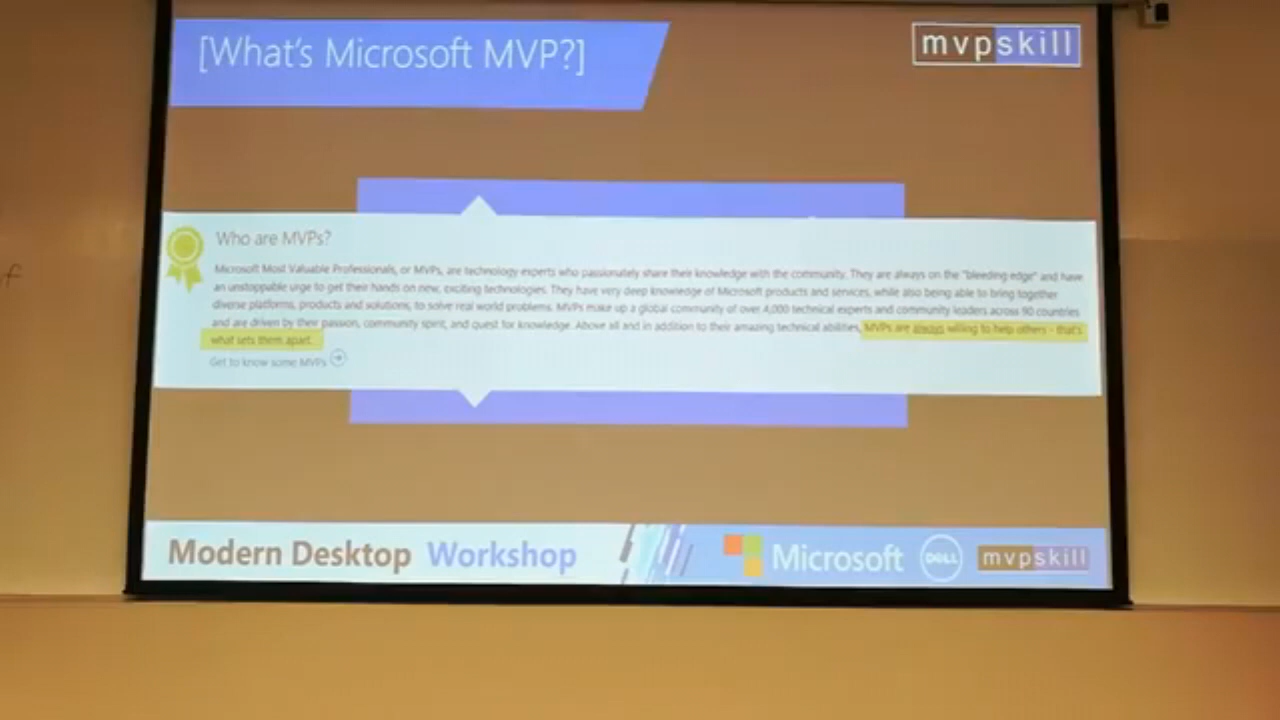 [What's Microsoft MVP?]
mvpskill
Who are MVPs?
Microsoft Most Valuable Professionals, or MVPs, are technology experts who passionately share their knowledge with the community. They are always on the "bleeding edge" and have
an unstoppable urge to get their hands on new, exciting technologies. They have very deep knowledge of Microsoft products and services, while also being able to bring together
diverse platforms, products and solutions, to solve real world problems. MVPs make up a global community of over 4,000 technical experts and community leaders across 90 countries
and are driven by their passion, community spirit, and quest for knowledge. Above all and in addition to their amazing technical abilities, MVPs are always willing to help others - that's
what sets them apart.
Get to know some MVPs
Modern Desktop Workshop
Microsoft
DELL
mvpskill